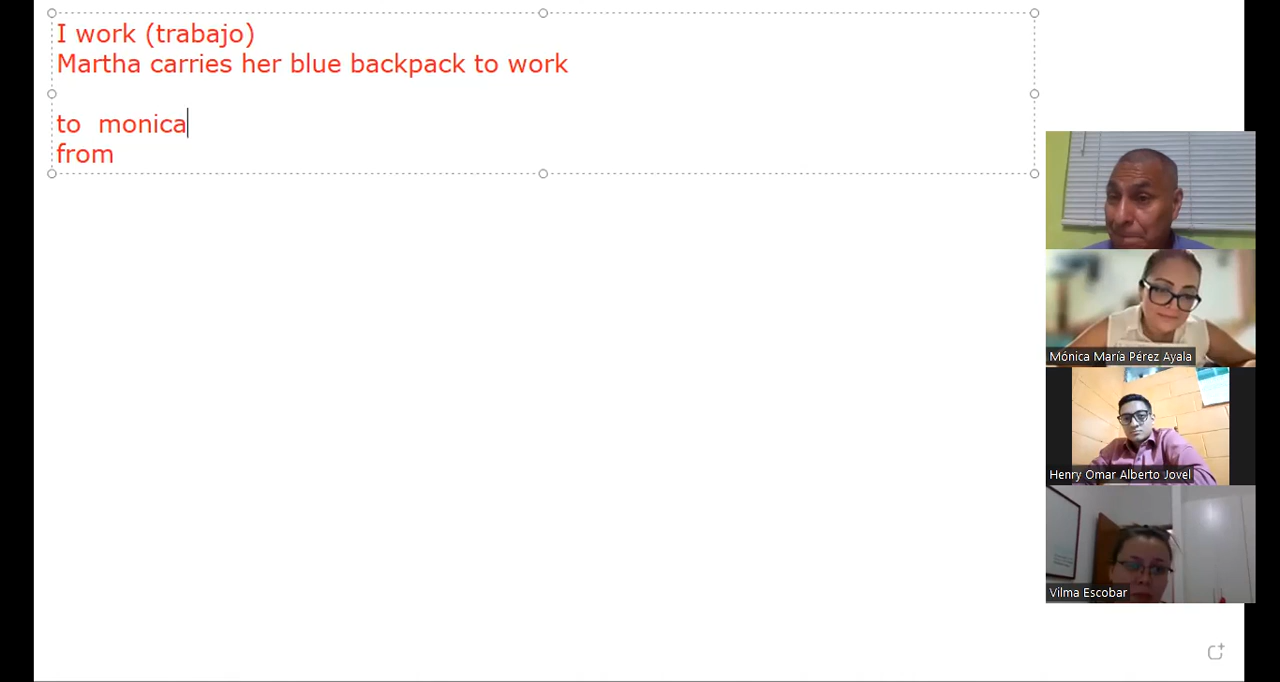 I work (trabajo)
Martha carries her blue backpack to work
to monica
from
Mónica María Pérez Ayala
Henry Omar Alberto Jovel
Vilma Escobar